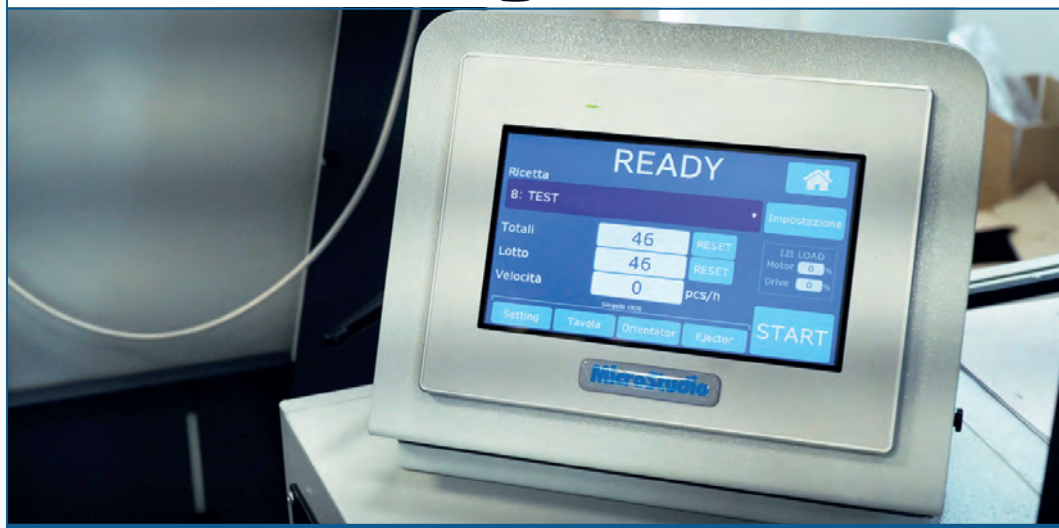 READY
Ricetta
8: TEST
Impostazione
Totali
46
RESET
Lotto
46
RESET
Velocità
0
pcs/h
I2t LOAD
Motor 0 %
Drive 0 %
Setting
Tavola
Orientator
Ejector
START
MicroStudio